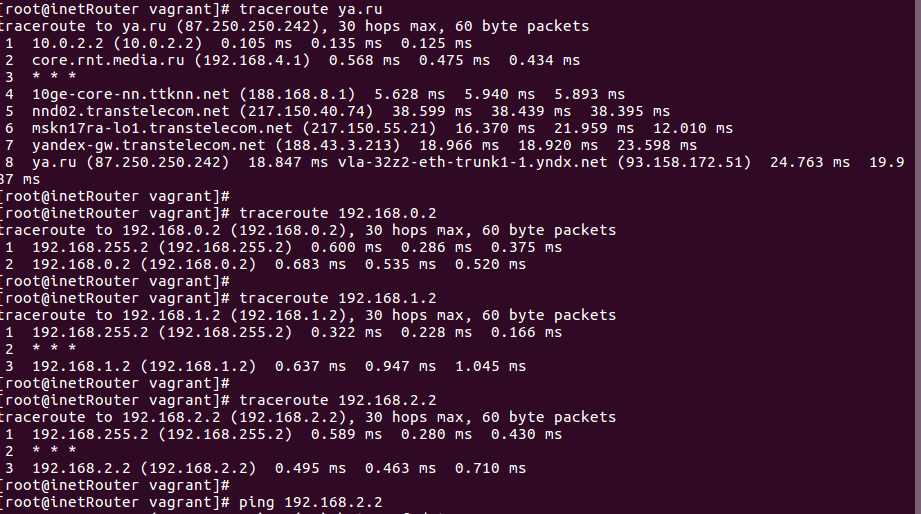 [root@inetRouter vagrant]# traceroute ya.ru
traceroute to ya.ru (87.250.250.242), 30 hops max, 60 byte packets
1 10.0.2.2 (10.0.2.2) 0.105 ms 0.135 ms 0.125 ms
2 core.rnt.media.ru (192.168.4.1) 0.568 ms 0.475 ms 0.434 ms
3 * * *
4 10ge-core-nn.ttknn.net (188.168.8.1) 5.628 ms 5.940 ms 5.893 ms
5 nnd02.transtelecom.net (217.150.40.74) 38.599 ms 38.439 ms 38.395 ms
6 mskn17ra-lo1.transtelecom.net (217.150.55.21) 16.370 ms 21.959 ms 12.010 ms
7 yandex-gw.transtelecom.net (188.43.3.213) 18.966 ms 18.920 ms 23.598 ms
8 ya.ru (87.250.250.242) 18.847 ms vla-32z2-eth-trunk1-1.yndx.net (93.158.172.51) 24.763 ms 19.9
37 ms
[root@inetRouter vagrant]#
[root@inetRouter vagrant]# traceroute 192.168.0.2
traceroute to 192.168.0.2 (192.168.0.2), 30 hops max, 60 byte packets
1 192.168.255.2 (192.168.255.2) 0.600 ms 0.286 ms 0.375 ms
2 192.168.0.2 (192.168.0.2) 0.683 ms 0.535 ms 0.520 ms
[root@inetRouter vagrant]#
[root@inetRouter vagrant]# traceroute 192.168.1.2
traceroute to 192.168.1.2 (192.168.1.2), 30 hops max, 60 byte packets
1 192.168.255.2 (192.168.255.2) 0.322 ms 0.228 ms 0.166 ms
2 * * *
3 192.168.1.2 (192.168.1.2) 0.637 ms 0.947 ms 1.045 ms
[root@inetRouter vagrant]#
[root@inetRouter vagrant]# traceroute 192.168.2.2
traceroute to 192.168.2.2 (192.168.2.2), 30 hops max, 60 byte packets
1 192.168.255.2 (192.168.255.2) 0.589 ms 0.280 ms 0.430 ms
2 * * *
3 192.168.2.2 (192.168.2.2) 0.495 ms 0.463 ms 0.710 ms
[root@inetRouter vagrant]#
[root@inetRouter vagrant]# ping 192.168.2.2